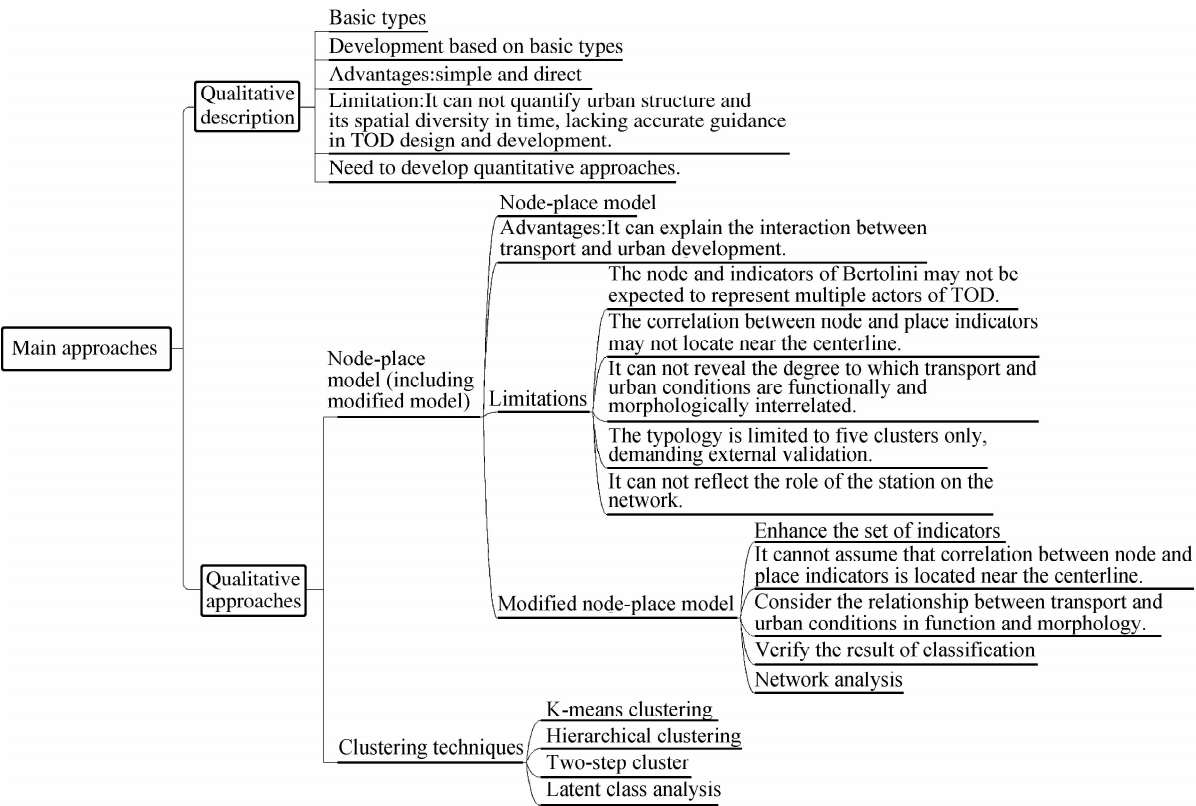 Basic types
Development based on basic types
Advantages:simple and direct
Qualitative
description
Limitation:It can not quantify urban structure and
its spatial diversity in time, lacking accurate guidance
in TOD design and development.
Need to develop quantitative approaches.
Main approaches
Node-place model
Advantages:It can explain the interaction between
transport and urban development.
Node-place
model (including
modified model)
Limitations
The node and indicators of Bertolini may not be
expected to represent multiple actors of TOD.
The correlation between node and place indicators
may not locate near the centerline.
It can not reveal the degree to which transport and
urban conditions are functionally and
morphologically interrelated.
The typology is limited to five clusters only,
demanding external validation.
It can not reflect the role of the station on the
network.
Qualitative
approaches
Modified node-place model
Enhance the set of indicators
It cannot assume that correlation between node and
place indicators is located near the centerline.
Consider the relationship between transport and
urban conditions in function and morphology.
Verify the result of classification
Network analysis
Clustering techniques
K-means clustering
Hierarchical clustering
Two-step cluster
Latent class analysis